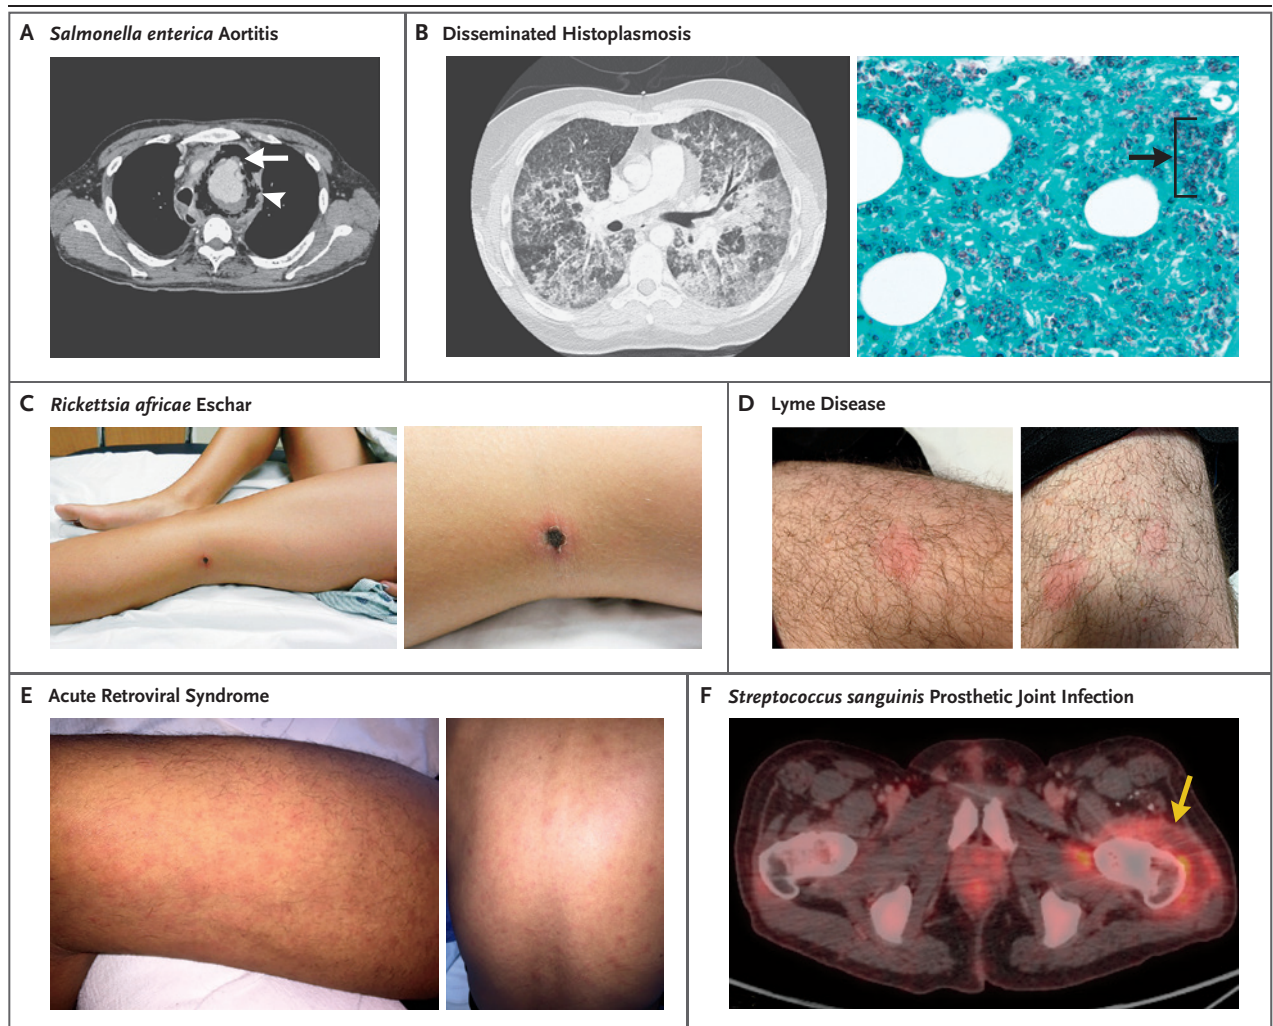 A Salmonella enterica Aortitis
B Disseminated Histoplasmosis
C Rickettsia africae Eschar
D Lyme Disease
E Acute Retroviral Syndrome
F Streptococcus sanguinis Prosthetic Joint Infection